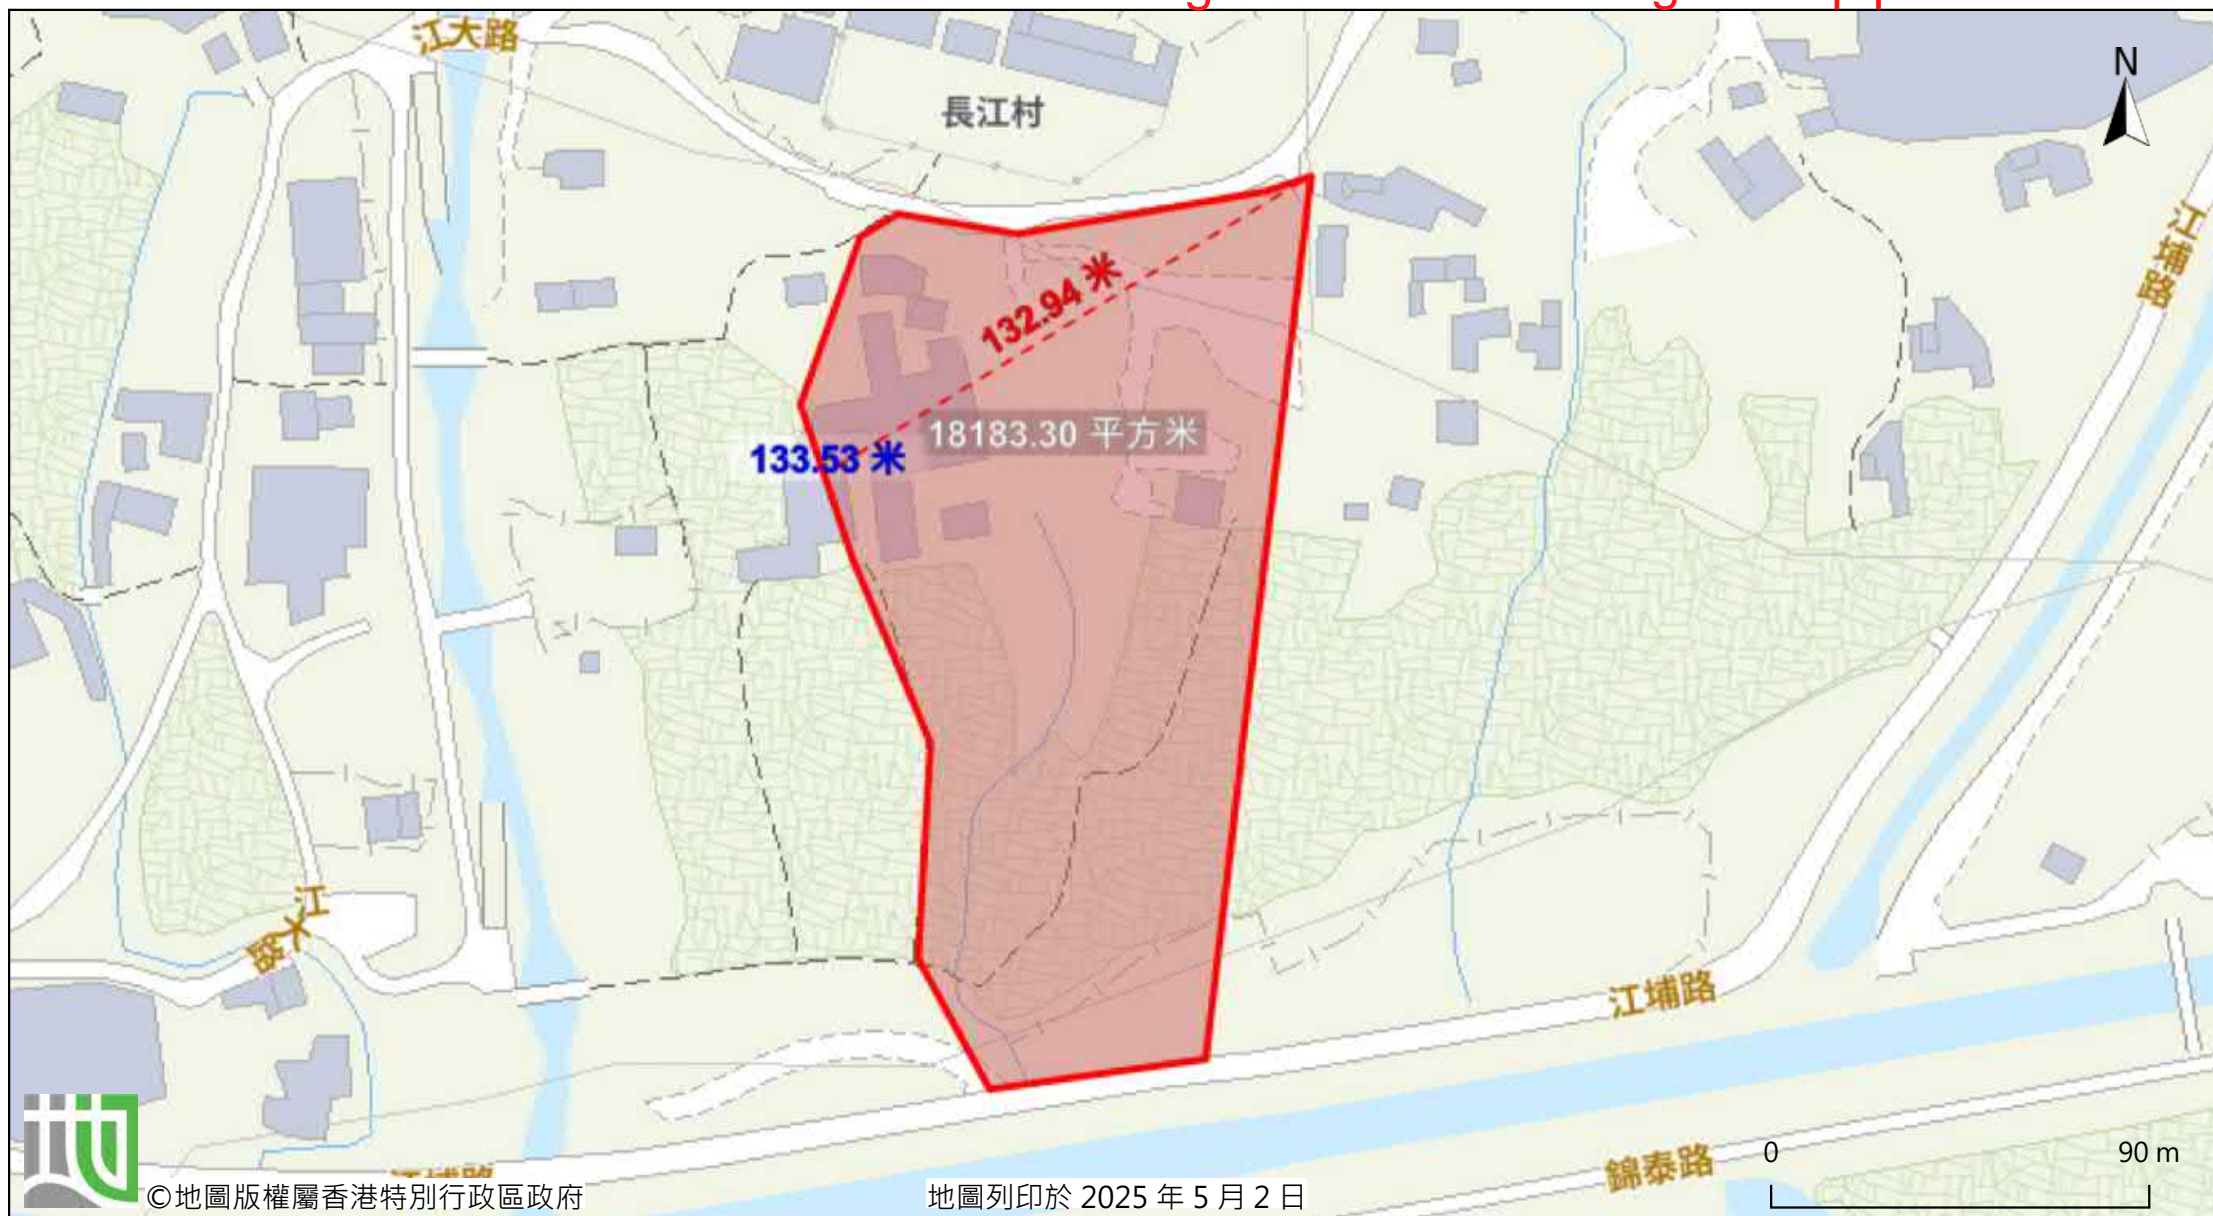 江大路
N
長江村
江埔路
132.94 米
18183.30 平方米
133.53 米
江大路
江埔路
錦泰路
0
90 m
©地圖版權屬香港特別行政區政府
地圖列印於 2025 年 5 月 2 日